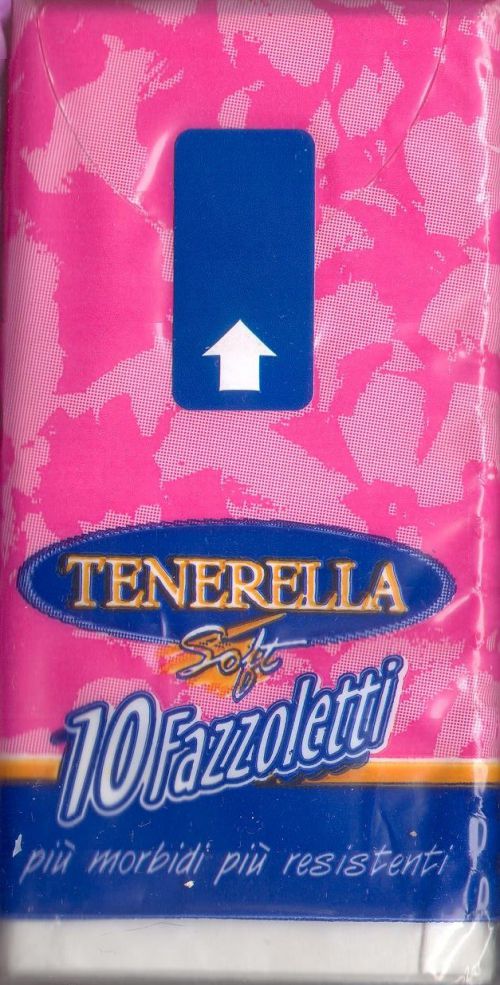 TENERELLA
Soft
10 Fazzoletti
più morbidi più resistenti